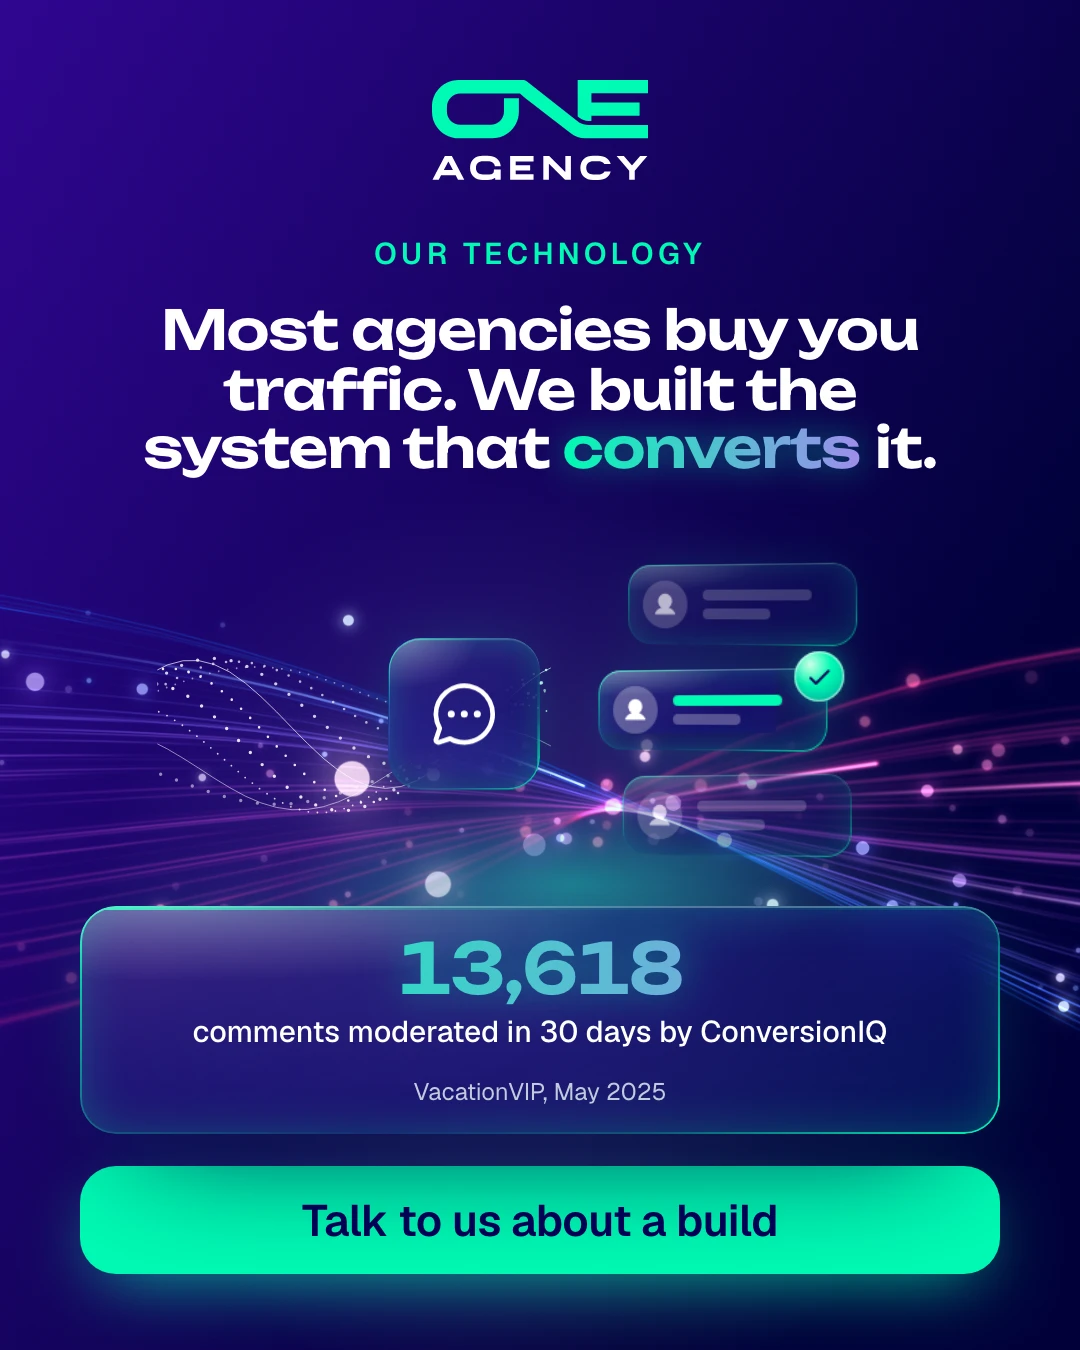 ONE
AGENCY
OUR TECHNOLOGY
Most agencies buy you
traffic. We built the
system that converts it.
13,618
comments moderated in 30 days by ConversionIQ
VacationVIP, May 2025
Talk to us about a build